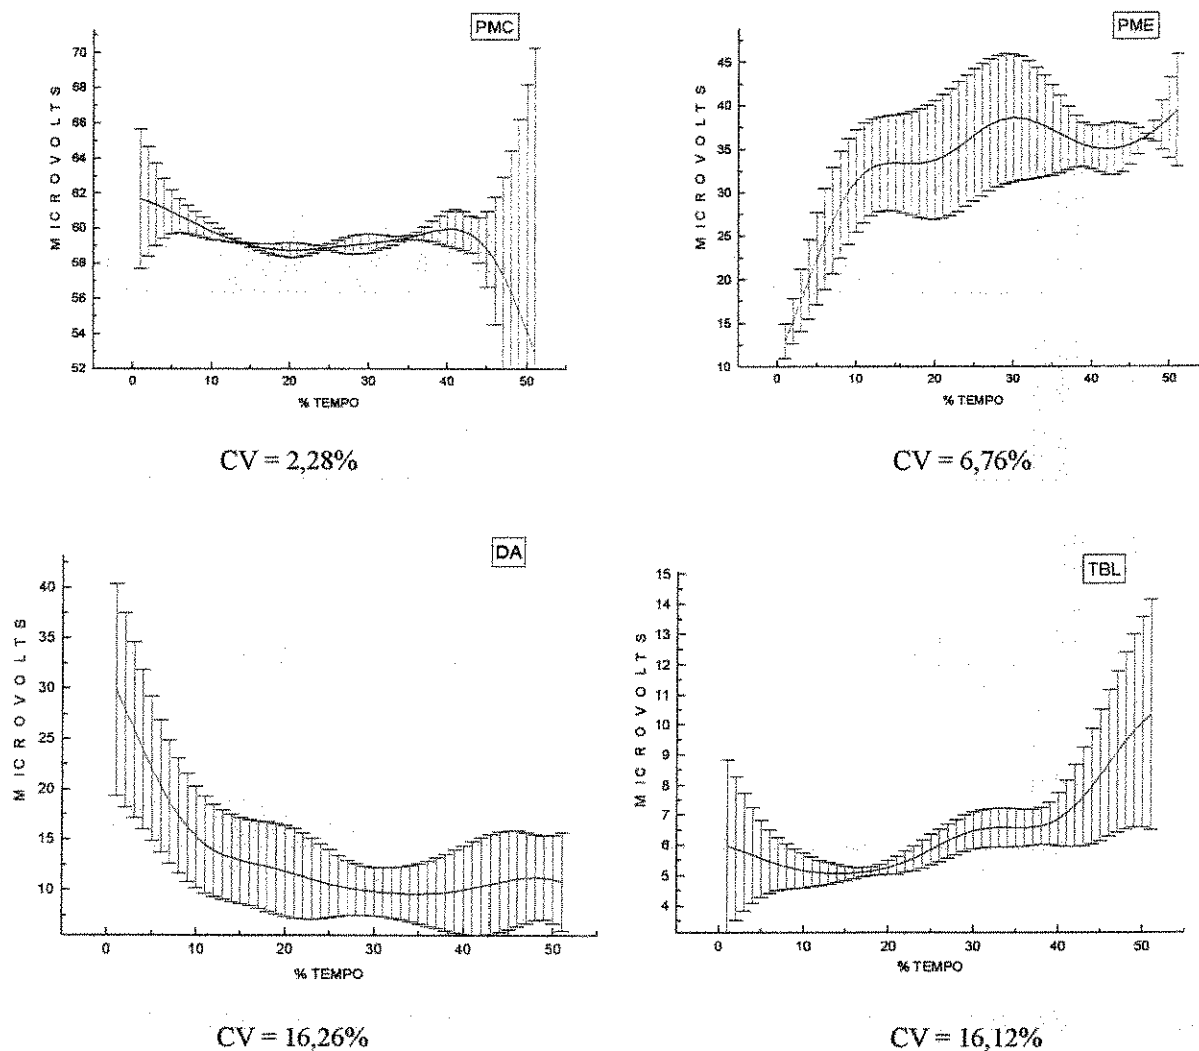 PMC
MICROVOLTS
70
68
66
64
62
60
58
56
54
52
0 10 20 30 40 50
% TEMPO
CV = 2,28%
PME
MICROVOLTS
45
40
35
30
25
20
15
10
0 10 20 30 40 50
% TEMPO
CV = 6,76%
DA
MICROVOLTS
40
35
30
25
20
15
10
0 10 20 30 40 50
% TEMPO
CV = 16,26%
TBL
MICROVOLTS
15
14
13
12
11
10
9
8
7
6
5
4
0 10 20 30 40 50
% TEMPO
CV = 16,12%